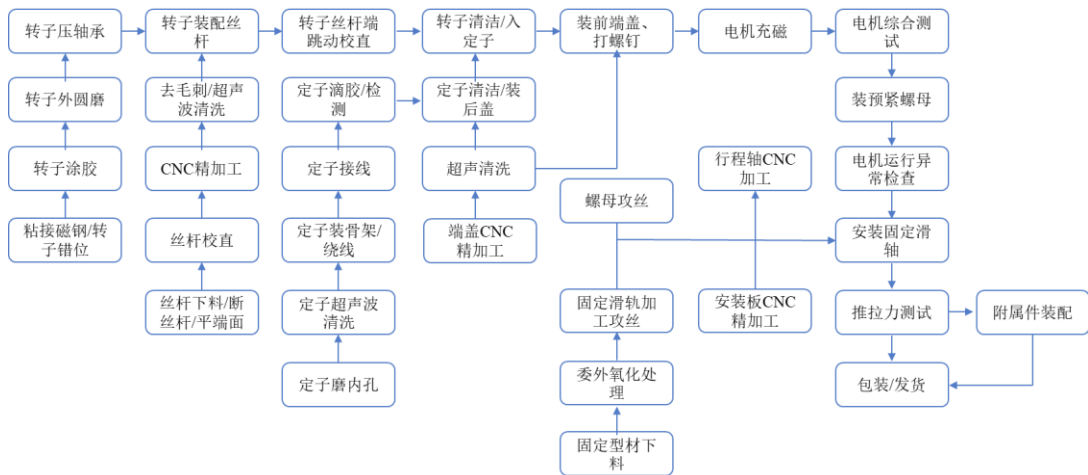 转子压轴承
转子装配丝
杆
转子丝杆端
跳动校直
转子清洁/入
定子
装前端盖、
打螺钉
电机充磁
电机综合测
试
转子外圆磨
去毛刺/超声
波清洗
定子滴胶/检
测
定子清洁/装
后盖
装预紧螺母
转子涂胶
CNC精加工
定子接线
超声清洗
行程轴CNC
加工
电机运行异
常检查
螺母攻丝
粘接磁钢/转
子错位
丝杆校直
定子装骨架/
绕线
端盖CNC
精加工
安装固定滑
轴
丝杆下料/断
丝杆/平端面
定子超声波
清洗
固定滑轨加
工攻丝
安装板CNC
精加工
推拉力测试
附属件装配
定子磨内孔
委外氧化处
理
包装/发货
固定型材下
料